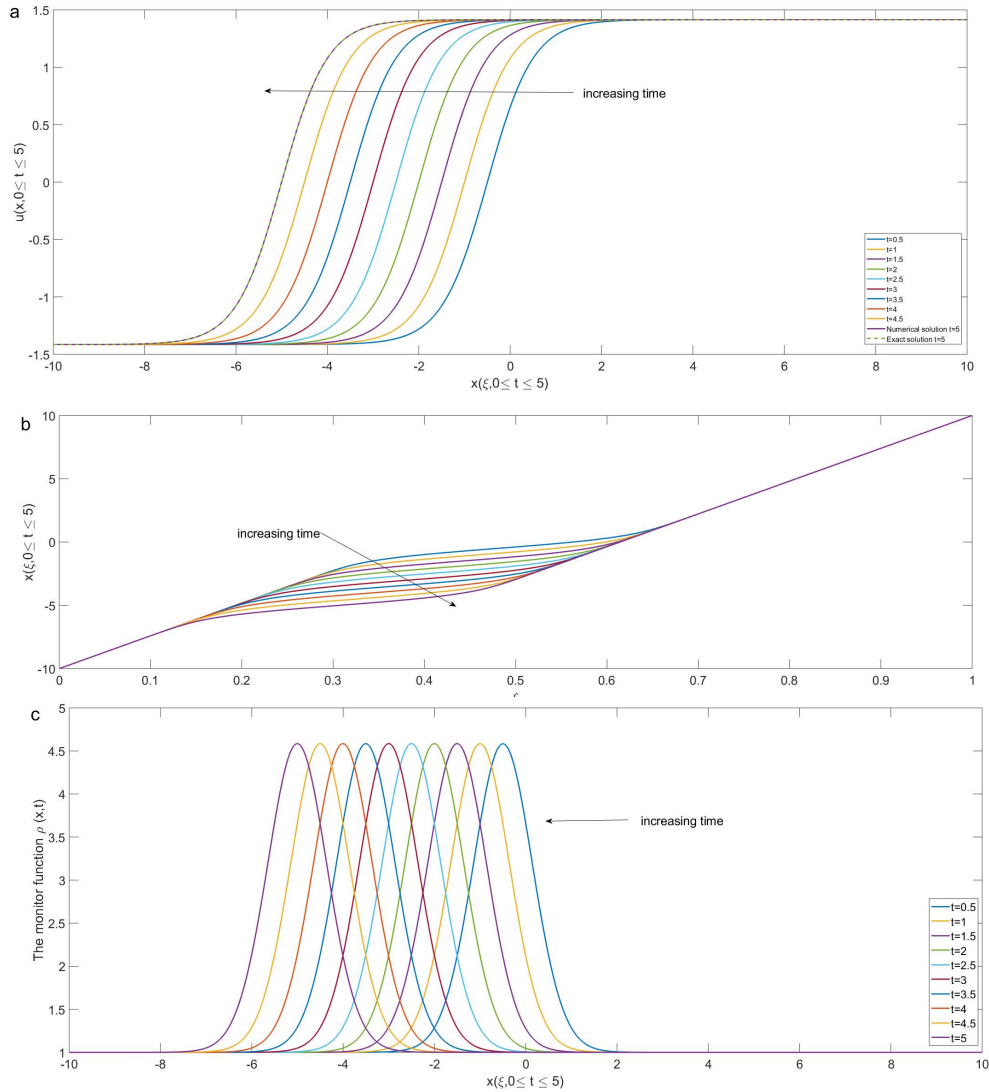 a
1.5
1
0.5
0
-0.5
-1
-1.5
u(x,0≤ t ≤ 5)
increasing time
t=0.5
t=1
t=1.5
t=2
t=2.5
t=3
t=3.5
t=4
t=4.5
Numerical solution t=5
Exact solution t=5
-10 -8 -6 -4 -2 0 2 4 6 8 10
x(ξ,0≤ t ≤ 5)
b
10
5
0
-5
-10
x(ξ,0≤ t ≤ 5)
increasing time
0 0.1 0.2 0.3 0.4 0.5 0.6 0.7 0.8 0.9 1
c
5
4.5
4
3.5
3
2.5
2
1.5
1
The monitor function ρ (x,t)
increasing time
t=0.5
t=1
t=1.5
t=2
t=2.5
t=3
t=3.5
t=4
t=4.5
t=5
-10 -8 -6 -4 -2 0 2 4 6 8 10
x(ξ,0≤ t ≤ 5)